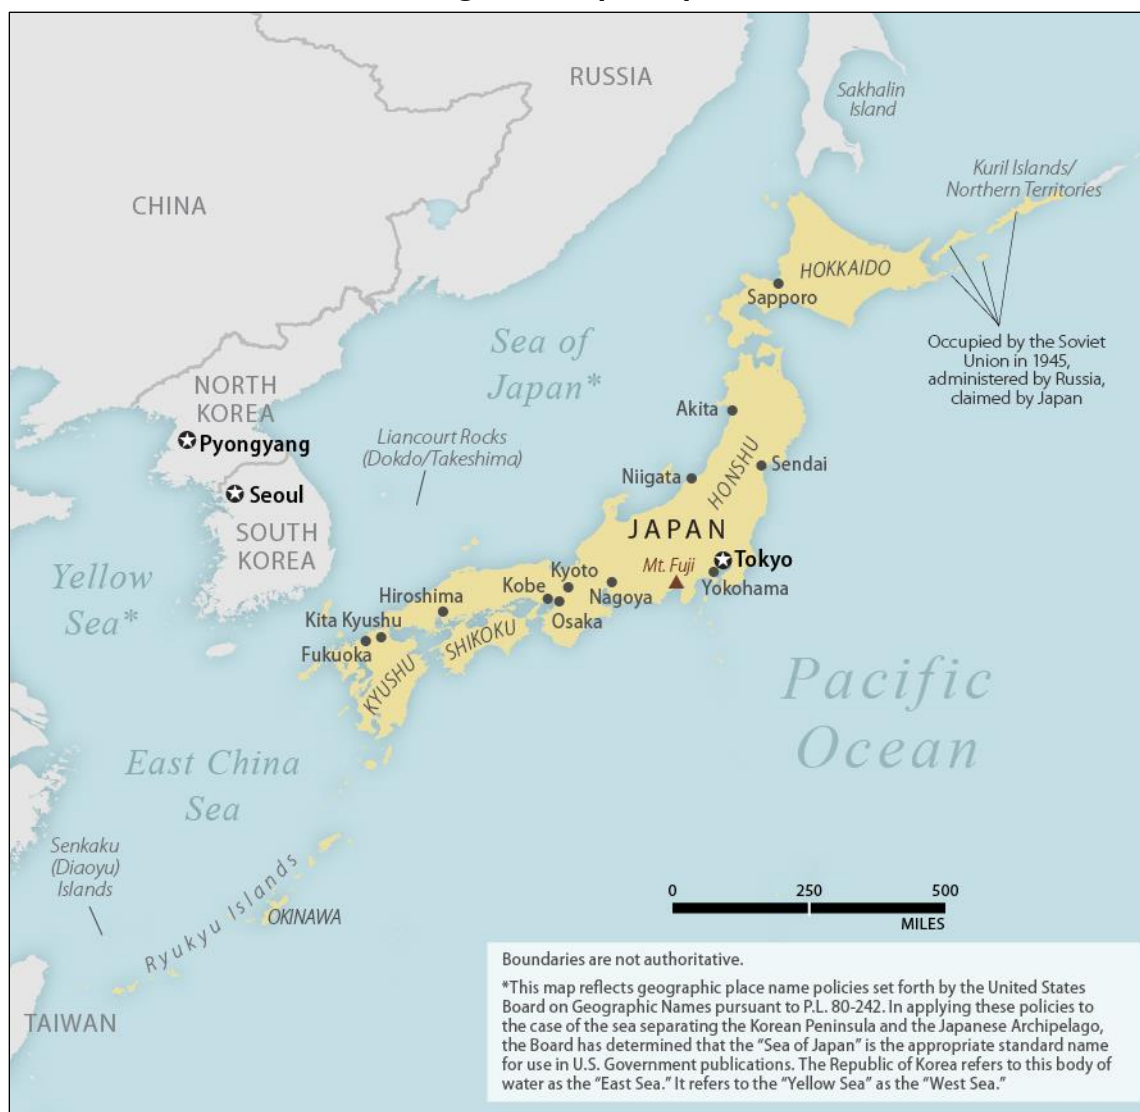 RUSSIA
Sakhalin
Island
CHINA
Kuril Islands/
Northern Territories
HOKKAIDO
Sapporo
Sea of
Japan*
Occupied by the Soviet
Union in 1945,
administered by Russia,
claimed by Japan
NORTH
KOREA
Pyongyang
Akita
Liancourt Rocks
(Dokdo/Takeshima)
HONSHU
Sendai
Niigata
Seoul
SOUTH
KOREA
JAPAN
Tokyo
Mt. Fuji
Yokohama
Yellow
Sea*
Kyoto
Kobe
Nagoya
Osaka
Hiroshima
Kita Kyushu
Fukuoka
SHIKOKU
KYUSHU
Pacific
Ocean
East China
Sea
Senkaku
(Diaoyu)
Islands
Ryukyu Islands
OKINAWA
TAIWAN
0 250 500
MILES
Boundaries are not authoritative.
*This map reflects geographic place name policies set forth by the United States
Board on Geographic Names pursuant to P.L. 80-242. In applying these policies to
the case of the sea separating the Korean Peninsula and the Japanese Archipelago,
the Board has determined that the “Sea of Japan” is the appropriate standard name
for use in U.S. Government publications. The Republic of Korea refers to this body of
water as the “East Sea.” It refers to the “Yellow Sea” as the “West Sea.”